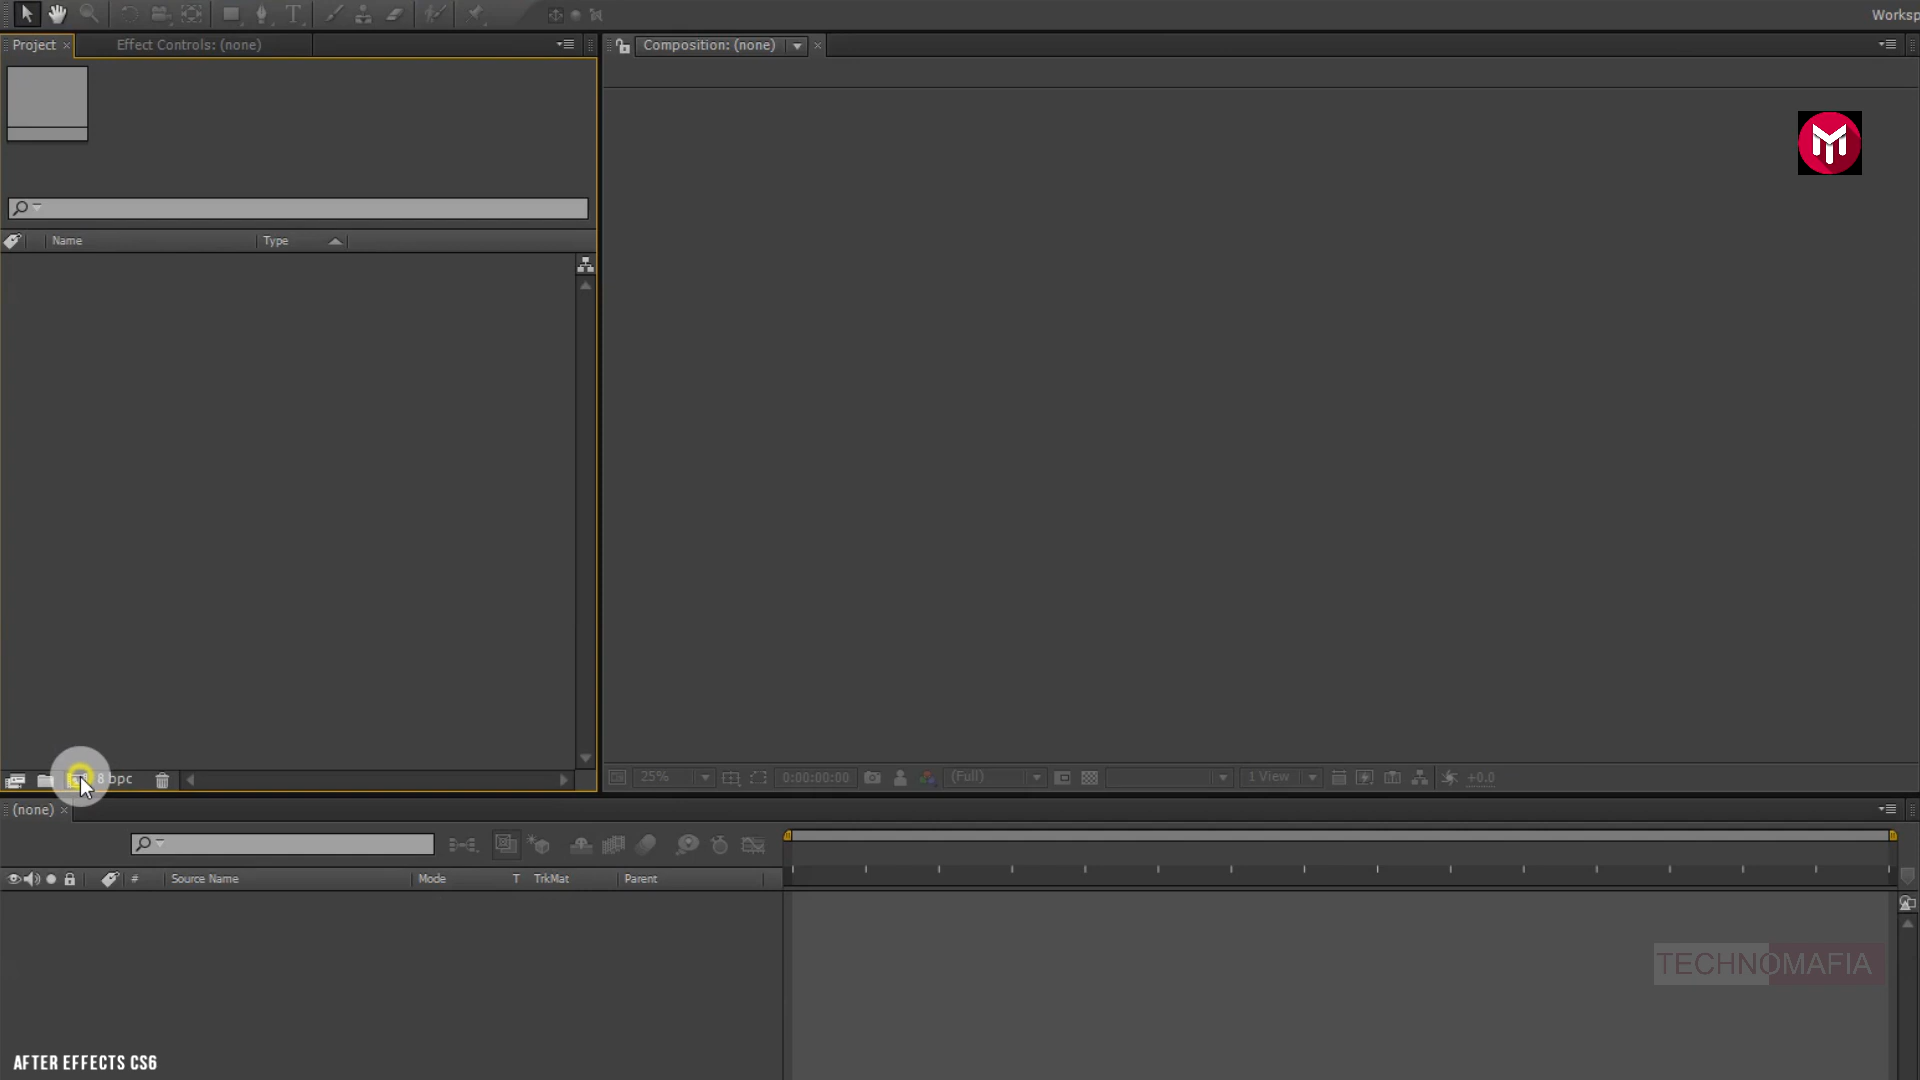 Worksp
Project
Effect Controls: (none)
Composition: (none)
Name
Type
8 bpc
25%
0:00:00:00
(Full)
1 View
+0.0
(none)
# Source Name Mode T TrkMat Parent
TECHNOMAFIA
AFTER EFFECTS CS6